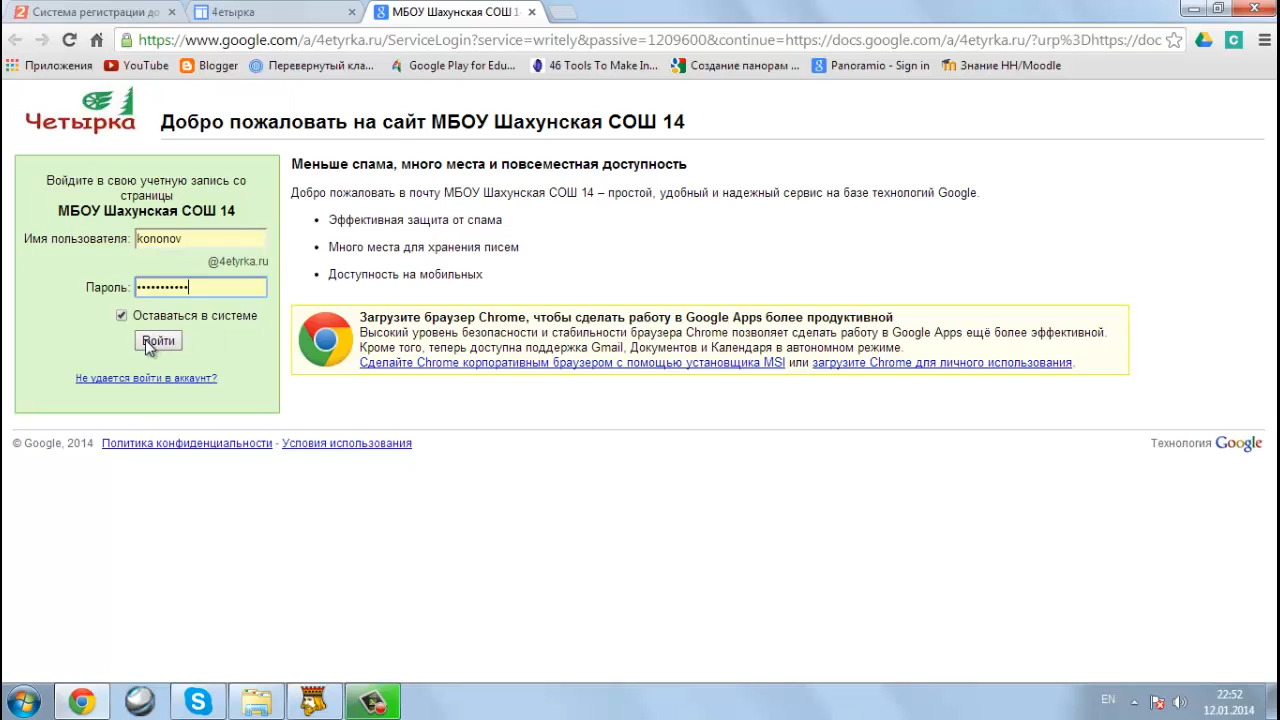 Система регистрации до
4етырка
МБОУ Шахунская СОШ 1
https://www.google.com/a/4etyrka.ru/ServiceLogin?service=writely&passive=1209600&continue=https://docs.google.com/a/4etyrka.ru/?urp%3Dhttps://doc
Приложения
YouTube
Blogger
Перевернутый кла...
Google Play for Edu...
46 Tools To Make In...
Создание панорам ...
Panoramio - Sign in
Знание НН/Moodle
Четырка
Добро пожаловать на сайт МБОУ Шахунская СОШ 14
Войдите в свою учетную запись со
страницы
МБОУ Шахунская СОШ 14
Имя пользователя: kononov
@4etyrka.ru
Пароль: •••••••••••
Оставаться в системе
Войти
Не удается войти в аккаунт?
Меньше спама, много места и повсеместная доступность
Добро пожаловать в почту МБОУ Шахунская СОШ 14 – простой, удобный и надежный сервис на базе технологий Google.
• Эффективная защита от спама
• Много места для хранения писем
• Доступность на мобильных
Загрузите браузер Chrome, чтобы сделать работу в Google Apps более продуктивной
Высокий уровень безопасности и стабильности браузера Chrome позволяет сделать работу в Google Apps ещё более эффективной.
Кроме того, теперь доступна поддержка Gmail, Документов и Календаря в автономном режиме.
Сделайте Chrome корпоративным браузером с помощью установщика MSI или загрузите Chrome для личного использования.
© Google, 2014 Политика конфиденциальности - Условия использования
Технология Google
EN
22:52
12.01.2014